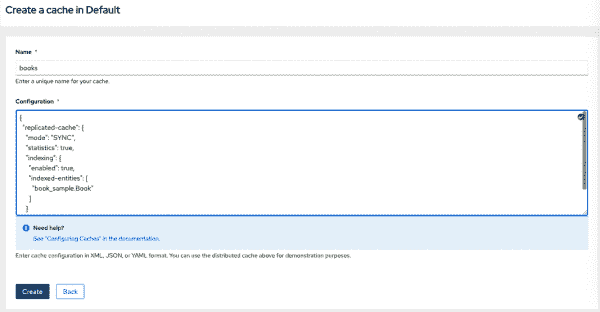 Create a cache in Default
Name *
books
Enter a unique name for your cache.
Configuration *
{
"replicated-cache": {
"mode": "SYNC",
"statistics": true,
"indexing": {
"enabled": true,
"indexed-entities": [
"book_sample.Book"
]
}
Need help?
See "Configuring Caches" in the documentation.
Enter cache configuration in XML, JSON, or YAML format. You can use the distributed cache above for demonstration purposes.
Create Back